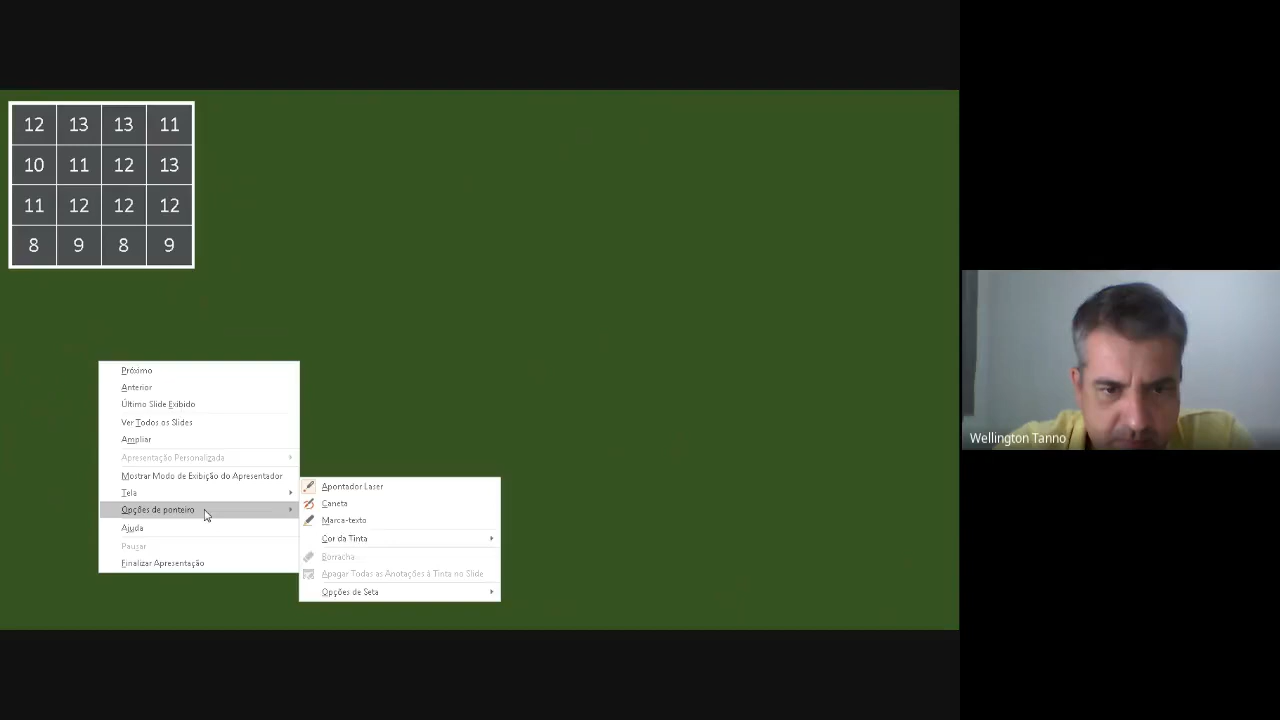 12 13 13 11
10 11 12 13
11 12 12 12
8 9 8 9
Próximo
Anterior
Último Slide Exibido
Ver Todos os Slides
Ampliar
Apresentação Personalizada
Mostrar Modo de Exibição do Apresentador
Tela
Opções de ponteiro
Ajuda
Pausar
Finalizar Apresentação
Apontador Laser
Caneta
Marca-texto
Cor da Tinta
Borracha
Apagar Todas as Anotações à Tinta no Slide
Opções de Seta
Wellington Tanno